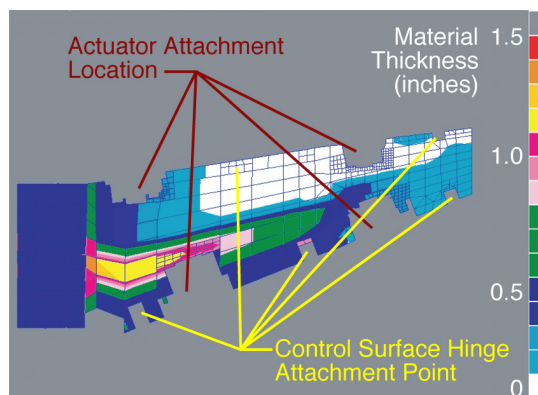 Actuator Attachment
Location
Material
Thickness
(inches)
1.5
1.0
0.5
0
Control Surface Hinge
Attachment Point